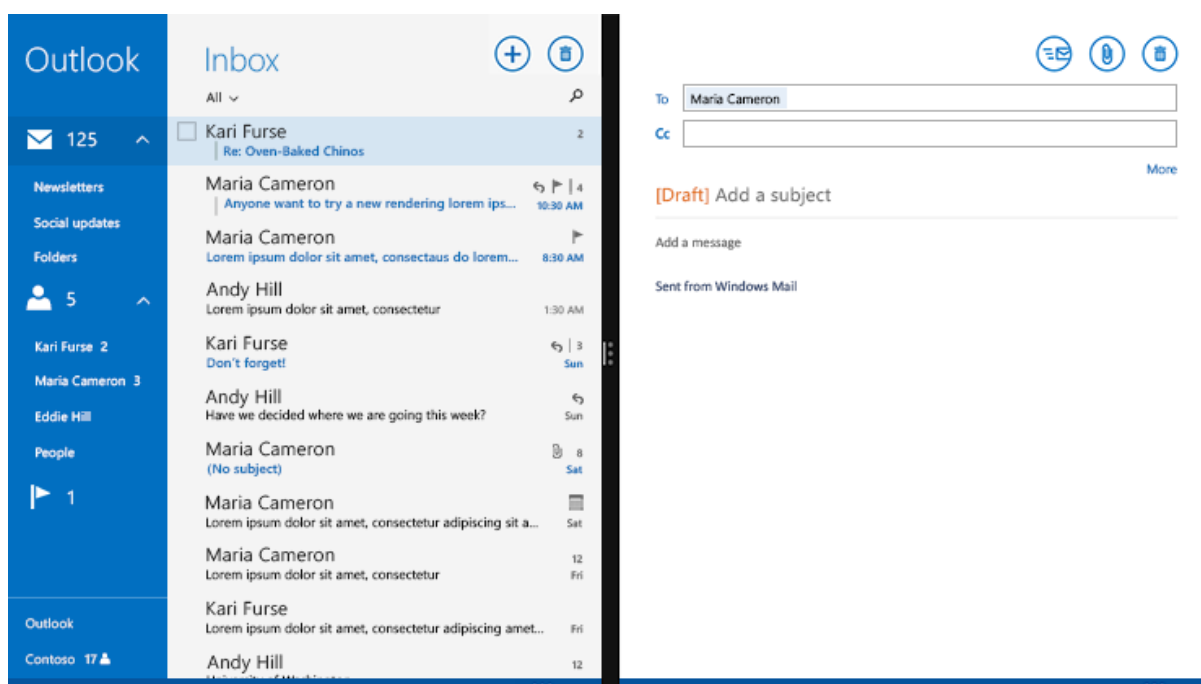 Outlook
125
Newsletters
Social updates
Folders
5
Kari Furse 2
Maria Cameron 3
Eddie Hill
People
1
Outlook
Contoso 17
Inbox
All
Kari Furse 2
Re: Oven-Baked Chinos
Maria Cameron 4
Anyone want to try a new rendering lorem ips... 10:30 AM
Maria Cameron
Lorem ipsum dolor sit amet, consectaus do lorem... 8:30 AM
Andy Hill
Lorem ipsum dolor sit amet, consectetur 1:30 AM
Kari Furse 3
Don't forget! Sun
Andy Hill
Have we decided where we are going this week? Sun
Maria Cameron 8
(No subject) Sat
Maria Cameron
Lorem ipsum dolor sit amet, consectetur adipiscing sit a... Sat
Maria Cameron 12
Lorem ipsum dolor sit amet, consectetur Fri
Kari Furse
Lorem ipsum dolor sit amet, consectetur adipiscing amet... Fri
Andy Hill 12
To Maria Cameron
Cc
More
[Draft] Add a subject
Add a message
Sent from Windows Mail